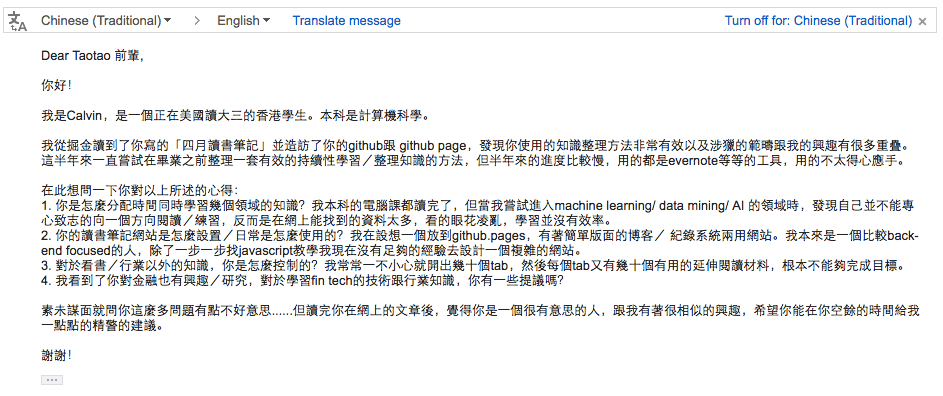 Chinese (Traditional) > English Translate message Turn off for: Chinese (Traditional) ×
Dear Taotao 前輩,
你好!
我是Calvin，是一個正在美國讀大三的香港學生。本科是計算機科學。
我從掘金讀到了你寫的「四月讀書筆記」並造訪了你的github跟 github page，發現你使用的知識整理方法非常有效以及涉獵的範疇跟我的興趣有很多重疊。
這半年來一直嘗試在畢業之前整理一套有效的持續性學習／整理知識的方法，但半年來的進度比較慢，用的都是evernote等等的工具，用的不太得心應手。
在此想問一下你對以上所述的心得：
1. 你是怎麼分配時間同時學習幾個領域的知識？我本科的電腦課都讀完了，但當我嘗試進入machine learning/ data mining/ AI 的領域時，發現自己並不能專
心致志的向一個方向閱讀／練習，反而是在網上能找到的資料太多，看的眼花凌亂，學習並沒有效率。
2. 你的讀書筆記網站是怎麼設置／日常是怎麼使用的？我在設想一個放到github.pages，有著簡單版面的博客／ 紀錄系統兩用網站。我本來是一個比較back-
end focused的人，除了一步一步找javascript教學我現在沒有足夠的經驗去設計一個複雜的網站。
3. 對於看書／行業以外的知識，你是怎麼控制的？我常常一不小心就開出幾十個tab，然後每個tab又有幾十個有用的延伸閱讀材料，根本不能夠完成目標。
4. 我看到了你對金融也有興趣／研究，對於學習fin tech的技術跟行業知識，你有一些提議嗎？
素未謀面就問你這麼多問題有點不好意思......但讀完你在網上的文章後，覺得你是一個很有意思的人，跟我有著很相似的興趣，希望你能在你空餘的時間給我
一點點的精警的建議。
謝謝!